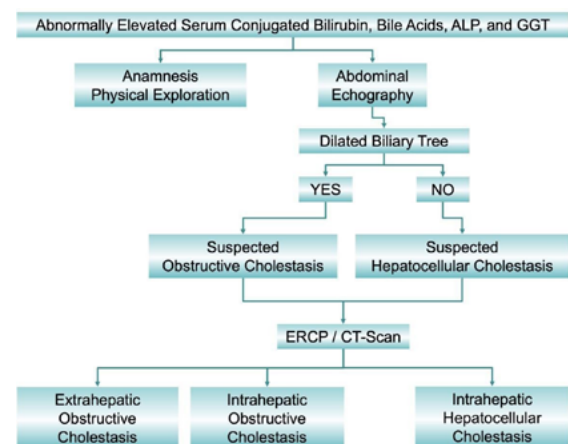 Abnormally Elevated Serum Conjugated Bilirubin, Bile Acids, ALP, and GGT
Anamnesis
Physical Exploration
Abdominal
Echography
Dilated Biliary Tree
YES
NO
Suspected
Obstructive Cholestasis
Suspected
Hepatocellular Cholestasis
ERCP / CT-Scan
Extrahepatic
Obstructive
Cholestasis
Intrahepatic
Obstructive
Cholestasis
Intrahepatic
Hepatocellular
Cholestasis